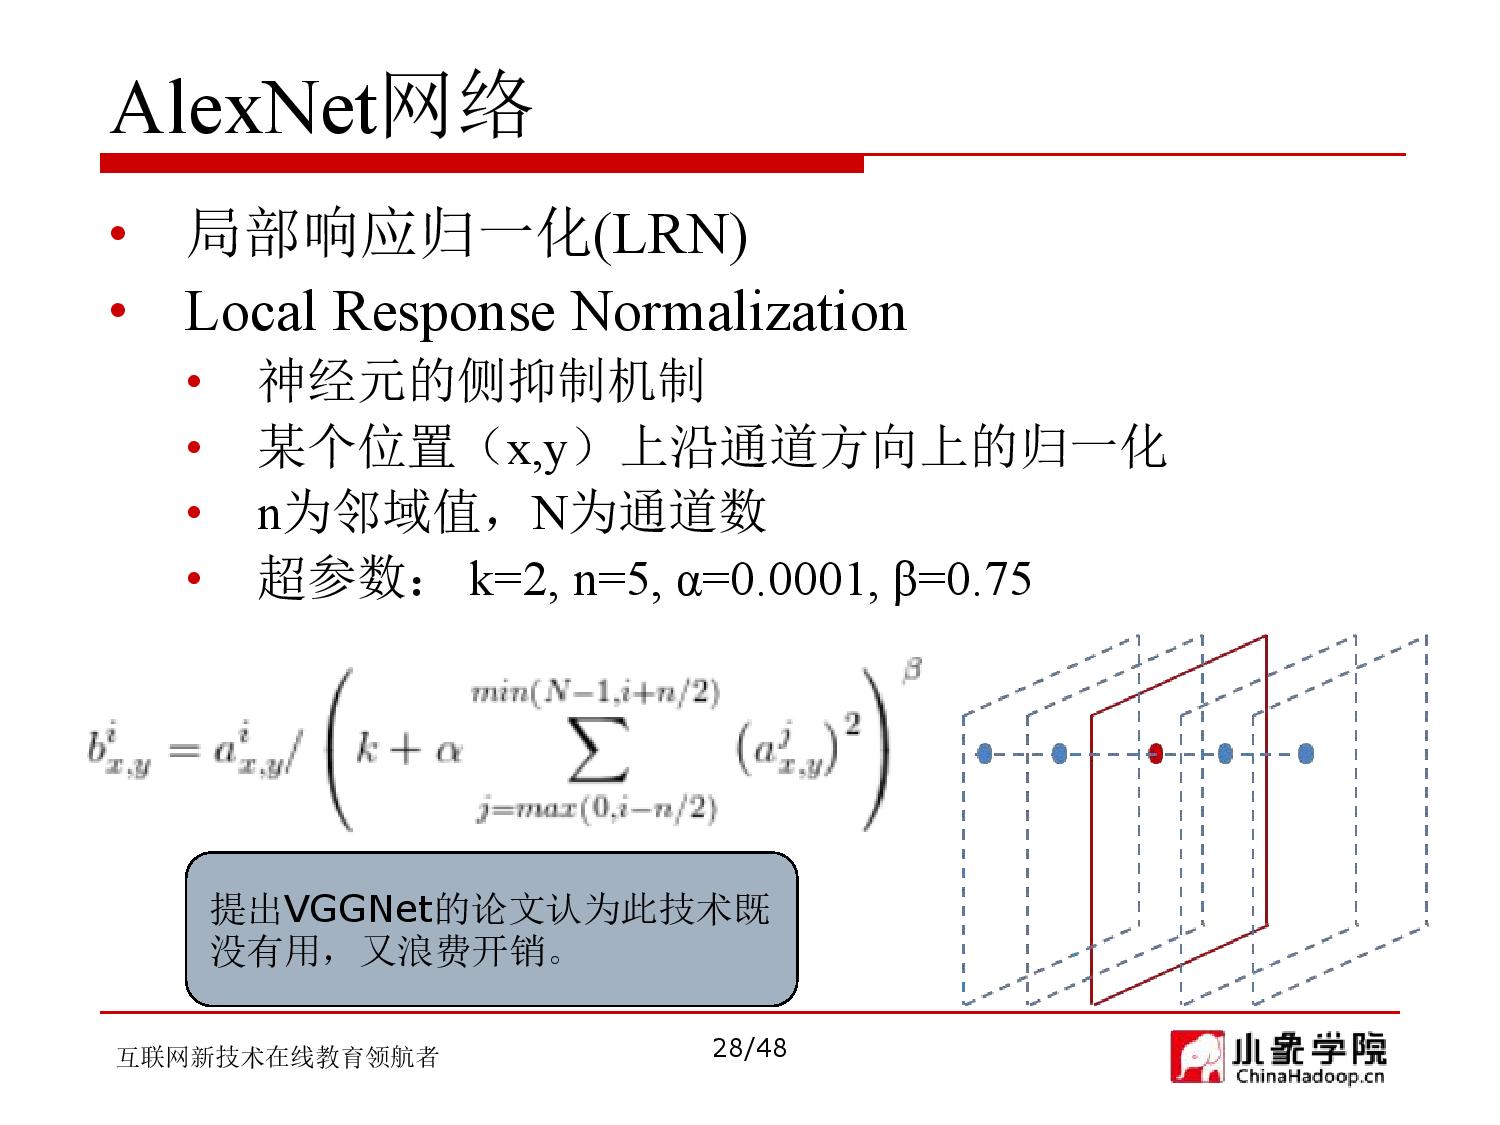 AlexNet网络
• 局部响应归一化(LRN)
• Local Response Normalization
• 神经元的侧抑制机制
• 某个位置（x,y）上沿通道方向上的归一化
• n为邻域值，N为通道数
• 超参数： k=2, n=5, α=0.0001, β=0.75
b^i_{x,y} = a^i_{x,y} / ( k + α ∑_{j=max(0,i−n/2)}^{min(N−1,i+n/2)} (a^j_{x,y})^2 )^β
提出VGGNet的论文认为此技术既
没有用，又浪费开销。
互联网新技术在线教育领航者
28/48
小象学院
ChinaHadoop.cn